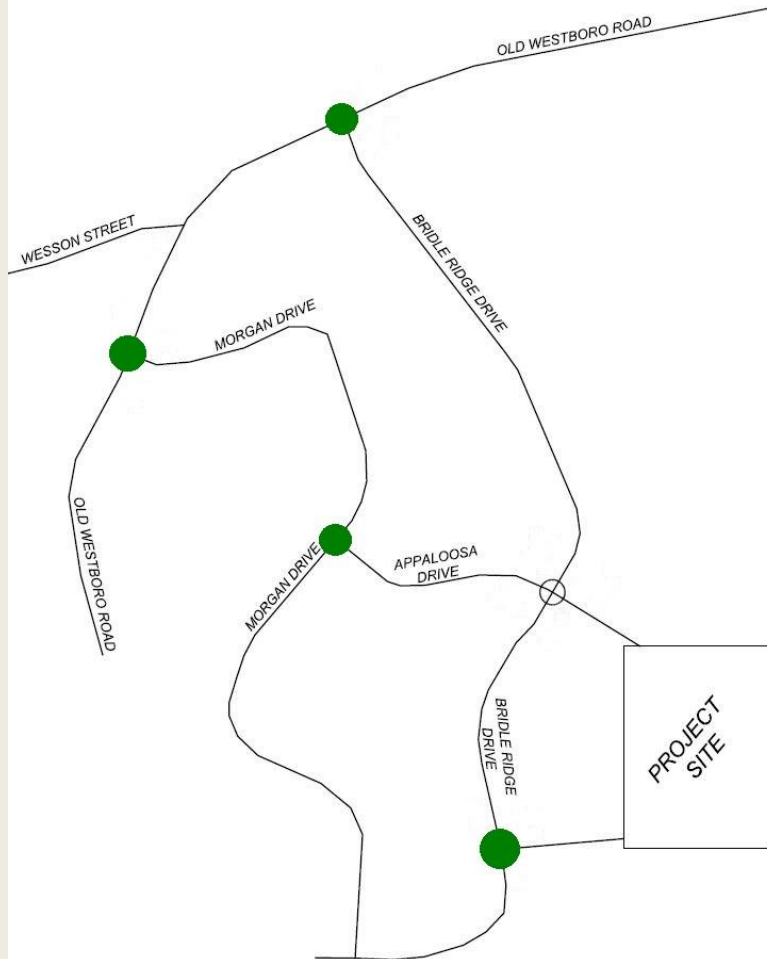 OLD WESTBORO ROAD
WESSON STREET
BRIDLE RIDGE DRIVE
MORGAN DRIVE
OLD WESTBORO ROAD
MORGAN DRIVE
APPALOOSA
DRIVE
BRIDLE RIDGE
DRIVE
PROJECT
SITE